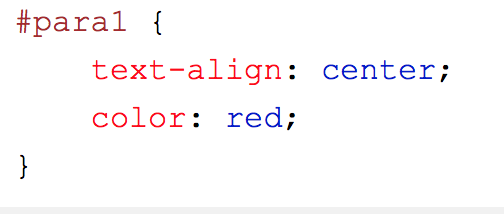 #para1 {
    text-align: center;
    color: red;
}